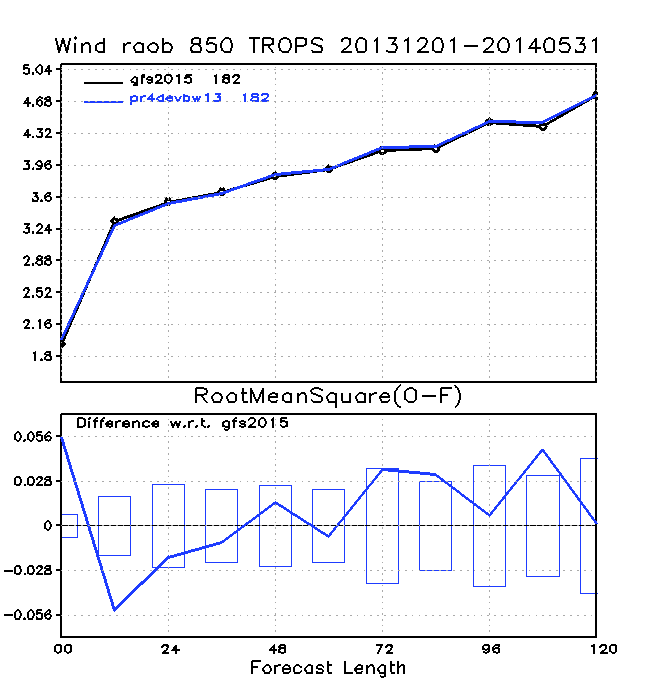 Wind raob 850 TROPS 20131201-20140531
gfs2015 182
pr4devbw13 182
5.04
4.68
4.32
3.96
3.6
3.24
2.88
2.52
2.16
1.8
RootMeanSquare(O-F)
Difference w.r.t. gfs2015
0.056
0.028
0
-0.028
-0.056
00 24 48 72 96 120
Forecast Length